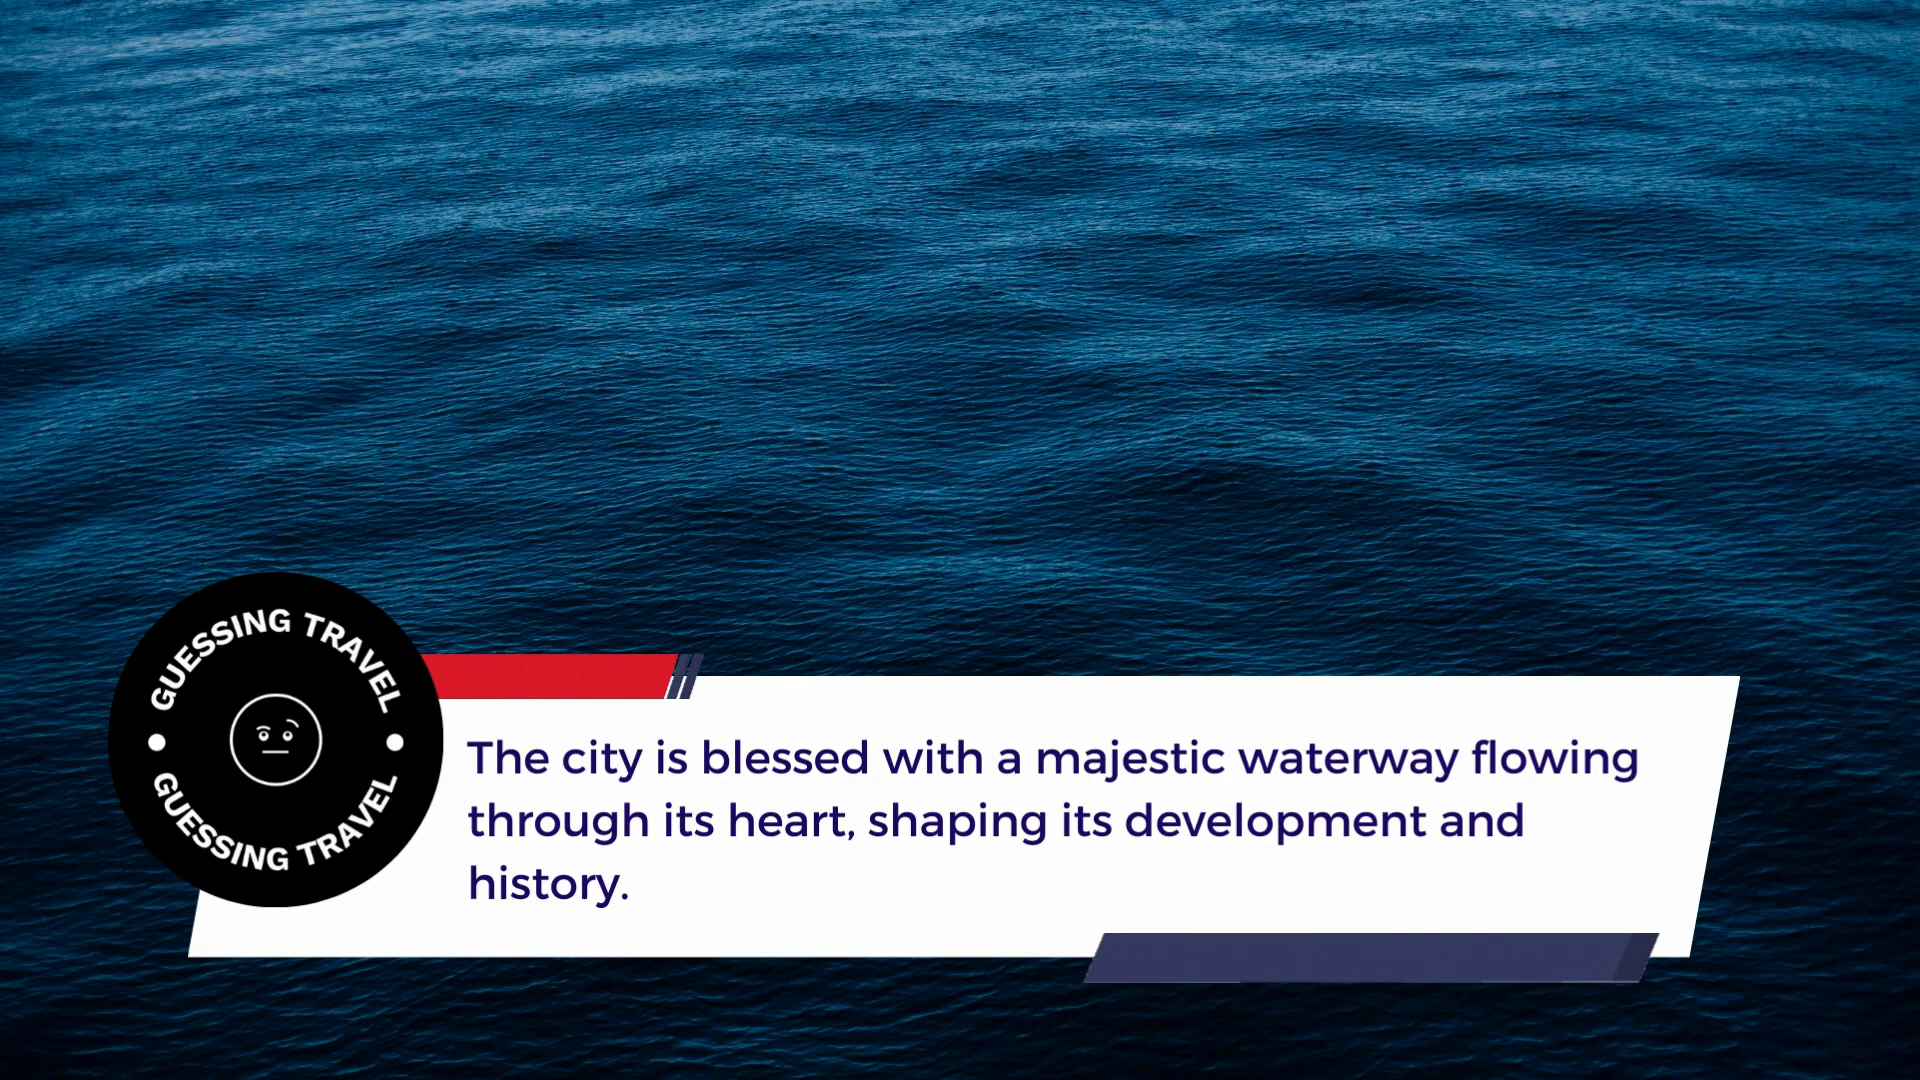 GUESSING TRAVEL
GUESSING TRAVEL
The city is blessed with a majestic waterway flowing
through its heart, shaping its development and
history.